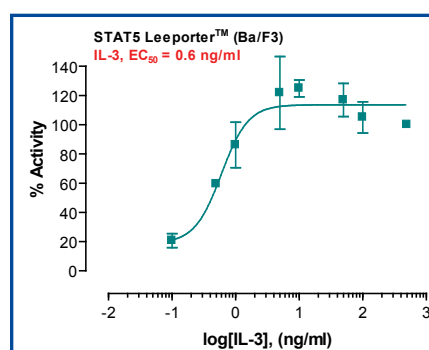 STAT5 Leeporter™ (Ba/F3)
IL-3, EC50 = 0.6 ng/ml
140
120
100
80
60
40
20
0
% Activity
-2 -1 0 1 2 3
log[IL-3], (ng/ml)